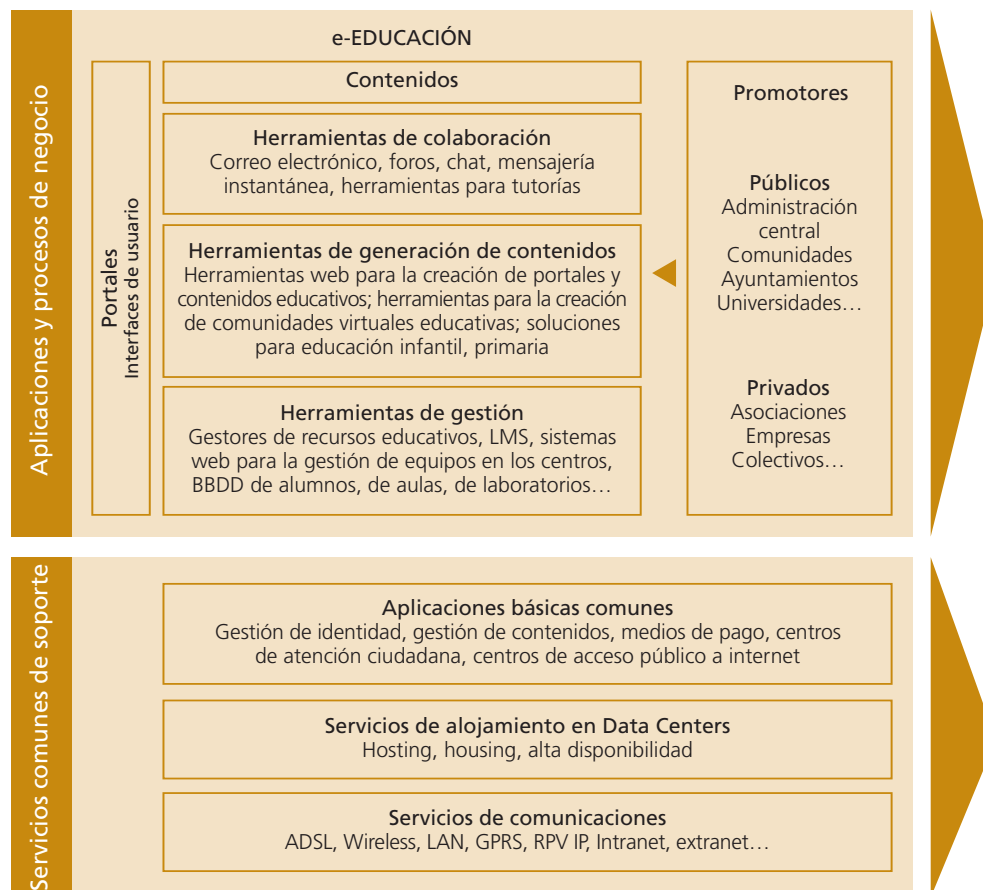 Aplicaciones y procesos de negocio
e-EDUCACIÓN
Portales
Interfaces de usuario
Contenidos
Herramientas de colaboración
Correo electrónico, foros, chat, mensajería
instantánea, herramientas para tutorías
Herramientas de generación de contenidos
Herramientas web para la creación de portales y
contenidos educativos; herramientas para la creación
de comunidades virtuales educativas; soluciones
para educación infantil, primaria
Herramientas de gestión
Gestores de recursos educativos, LMS, sistemas
web para la gestión de equipos en los centros,
BBDD de alumnos, de aulas, de laboratorios…
Promotores
Públicos
Administración
central
Comunidades
Ayuntamientos
Universidades…
Privados
Asociaciones
Empresas
Colectivos…
Servicios comunes de soporte
Aplicaciones básicas comunes
Gestión de identidad, gestión de contenidos, medios de pago, centros
de atención ciudadana, centros de acceso público a internet
Servicios de alojamiento en Data Centers
Hosting, housing, alta disponibilidad
Servicios de comunicaciones
ADSL, Wireless, LAN, GPRS, RPV IP, Intranet, extranet…